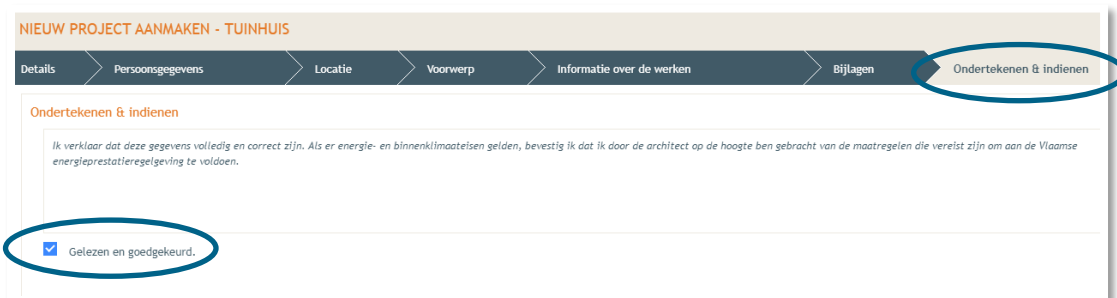 NIEUW PROJECT AANMAKEN - TUINHUIS
Details Persoonsgegevens Locatie Voorwerp Informatie over de werken Bijlagen Ondertekenen & indienen
Ondertekenen & indienen
Ik verklaar dat deze gegevens volledig en correct zijn. Als er energie- en binnenklimaateisen gelden, bevestig ik dat ik door de architect op de hoogte ben gebracht van de maatregelen die vereist zijn om aan de Vlaamse
energieprestatieregelgeving te voldoen.
Gelezen en goedgekeurd.